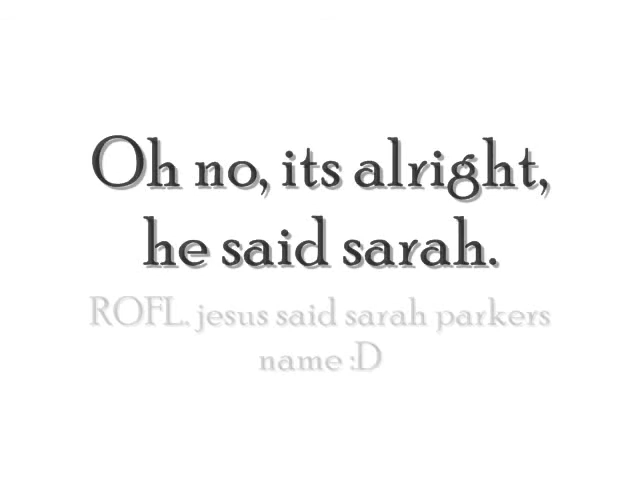 Oh no, its alright,
he said sarah.
ROFL. jesus said sarah parkers
name :D